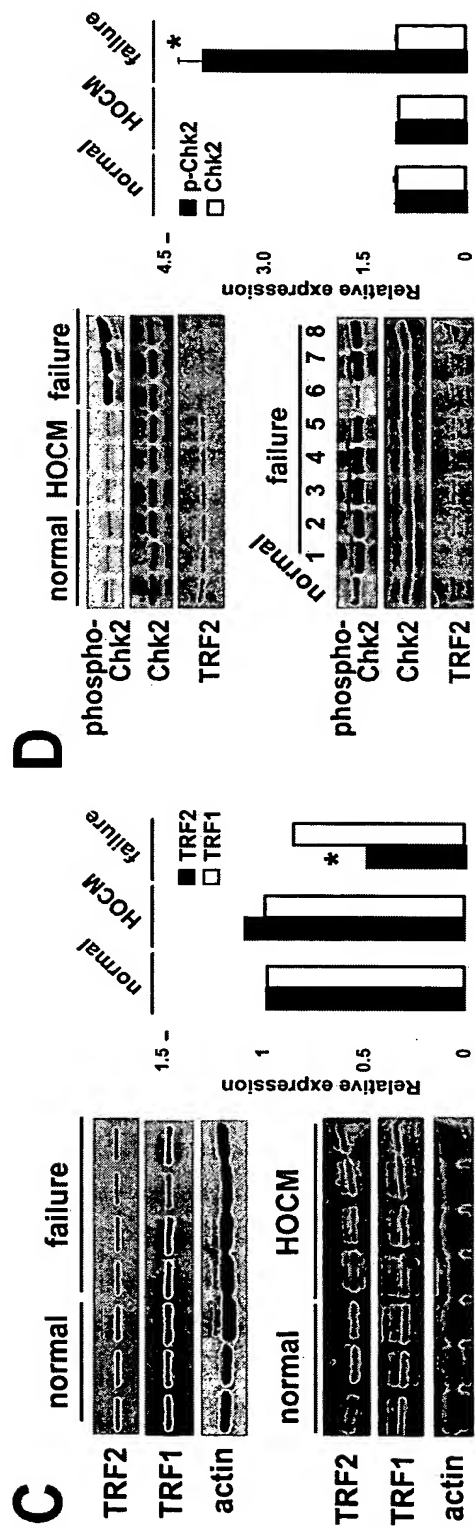 C
normal failure
TRF2
TRF1
actin
normal HOCM
TRF2
TRF1
actin
normal HOCM failure
TRF2
TRF1
*
Relative expression
1.5
1
0.5
0
D
normal HOCM failure
phospho-
Chk2
Chk2
TRF2
normal failure
1 2 3 4 5 6 7 8
phospho-
Chk2
Chk2
TRF2
normal HOCM failure
p-Chk2
Chk2
*
Relative expression
4.5
3.0
1.5
0